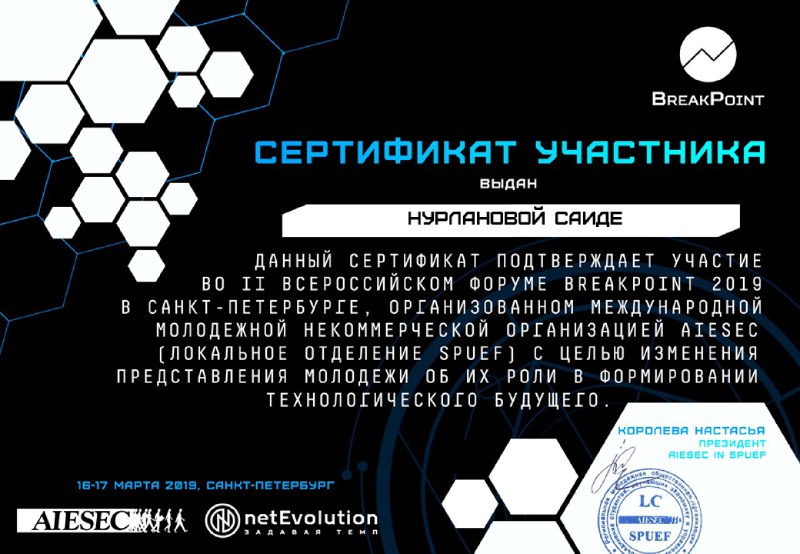 BREAKPOINT
СЕРТИФИКАТ УЧАСТНИКА
ВЫДАН
НУРЛАНОВОЙ САИДЕ
ДАННЫЙ СЕРТИФИКАТ ПОДТВЕРЖДАЕТ УЧАСТИЕ
ВО II ВСЕРОССИЙСКОМ ФОРУМЕ BREAKPOINT 2019
В САНКТ-ПЕТЕРБУРГЕ, ОРГАНИЗОВАННОМ МЕЖДУНАРОДНОЙ
МОЛОДЕЖНОЙ НЕКОММЕРЧЕСКОЙ ОРГАНИЗАЦИЕЙ AIESEC
(ЛОКАЛЬНОЕ ОТДЕЛЕНИЕ SPUEF) С ЦЕЛЬЮ ИЗМЕНЕНИЯ
ПРЕДСТАВЛЕНИЯ МОЛОДЕЖИ ОБ ИХ РОЛИ В ФОРМИРОВАНИИ
ТЕХНОЛОГИЧЕСКОГО БУДУЩЕГО.
КОРОЛЕВА НАСТАСЬЯ
ПРЕЗИДЕНТ
AIESEC IN SPUEF
16-17 МАРТА 2019, САНКТ-ПЕТЕРБУРГ
AIESEC
netEvolution
ЗАДАВАЯ ТЕМП
LC
AIESEC
SPUEF